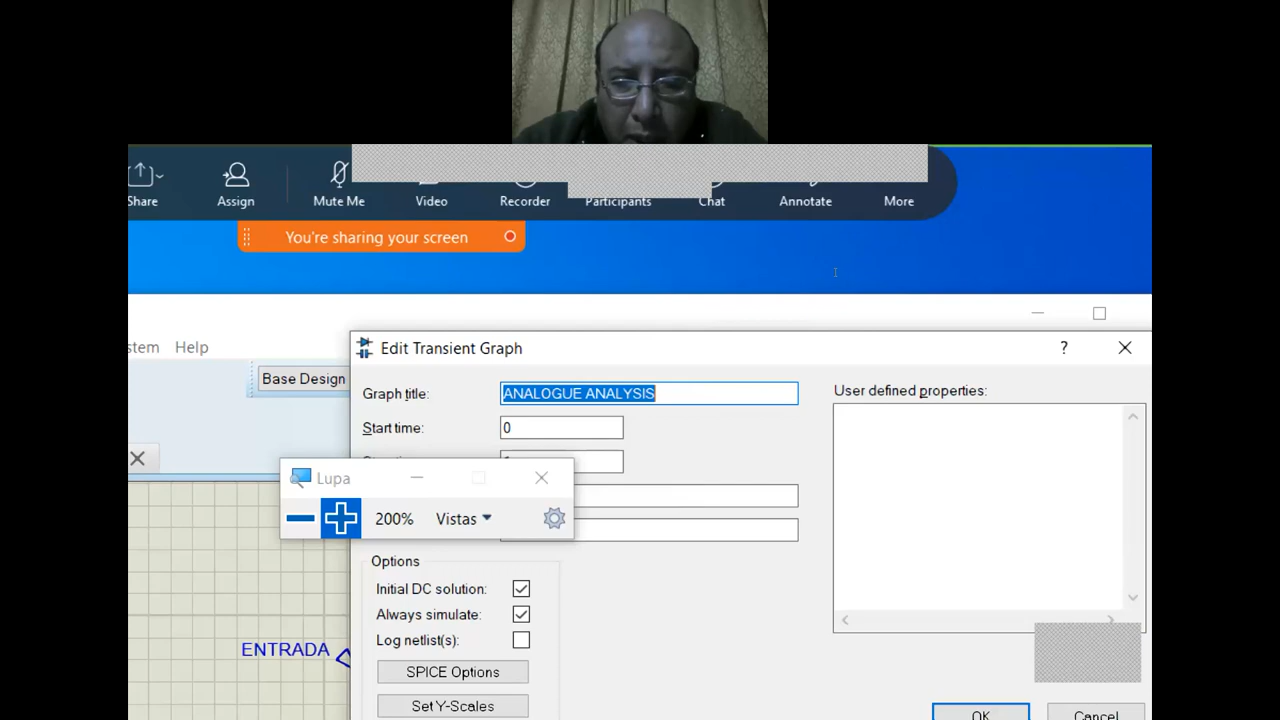 Share
Assign
Mute Me
Video
Recorder
Participants
Chat
Annotate
More
You're sharing your screen
Help
Base Design
Edit Transient Graph
?
Graph title:
ANALOGUE ANALYSIS
User defined properties:
Start time:
0
Lupa
200%
Vistas
Options
Initial DC solution:
Always simulate:
Log netlist(s):
ENTRADA
SPICE Options
Set Y-Scales
OK
Cancel